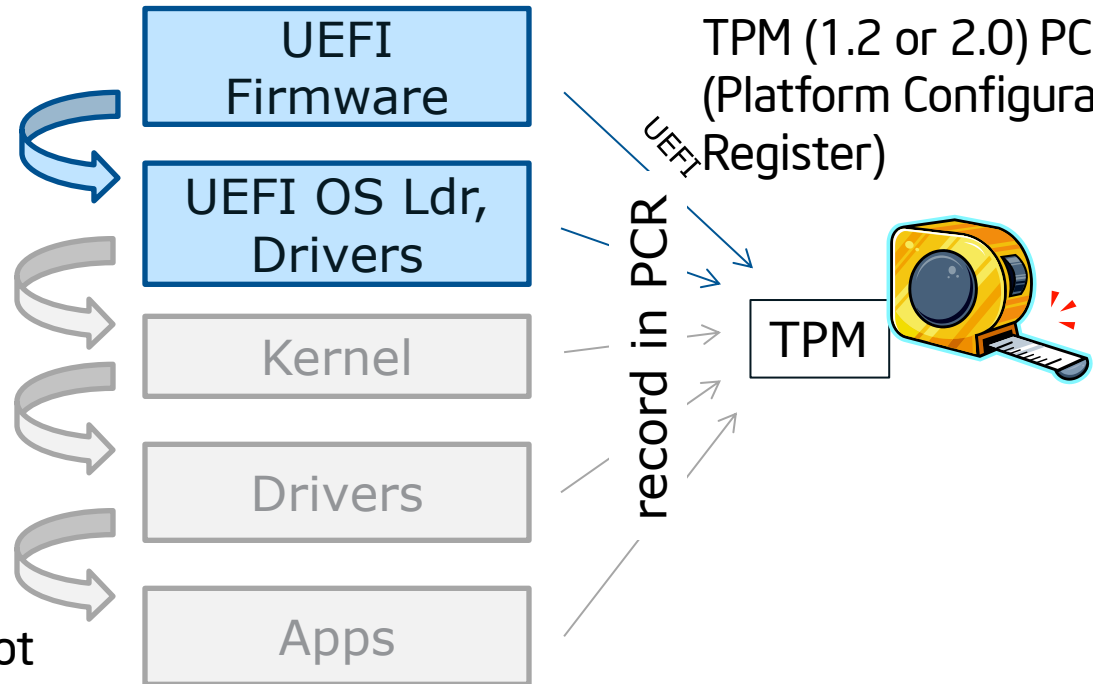 UEFI
Firmware
TPM (1.2 or 2.0) PC
(Platform Configura
Register)
UEFI
UEFI OS Ldr,
Drivers
record in PCR
TPM
Kernel
Drivers
Apps
ot